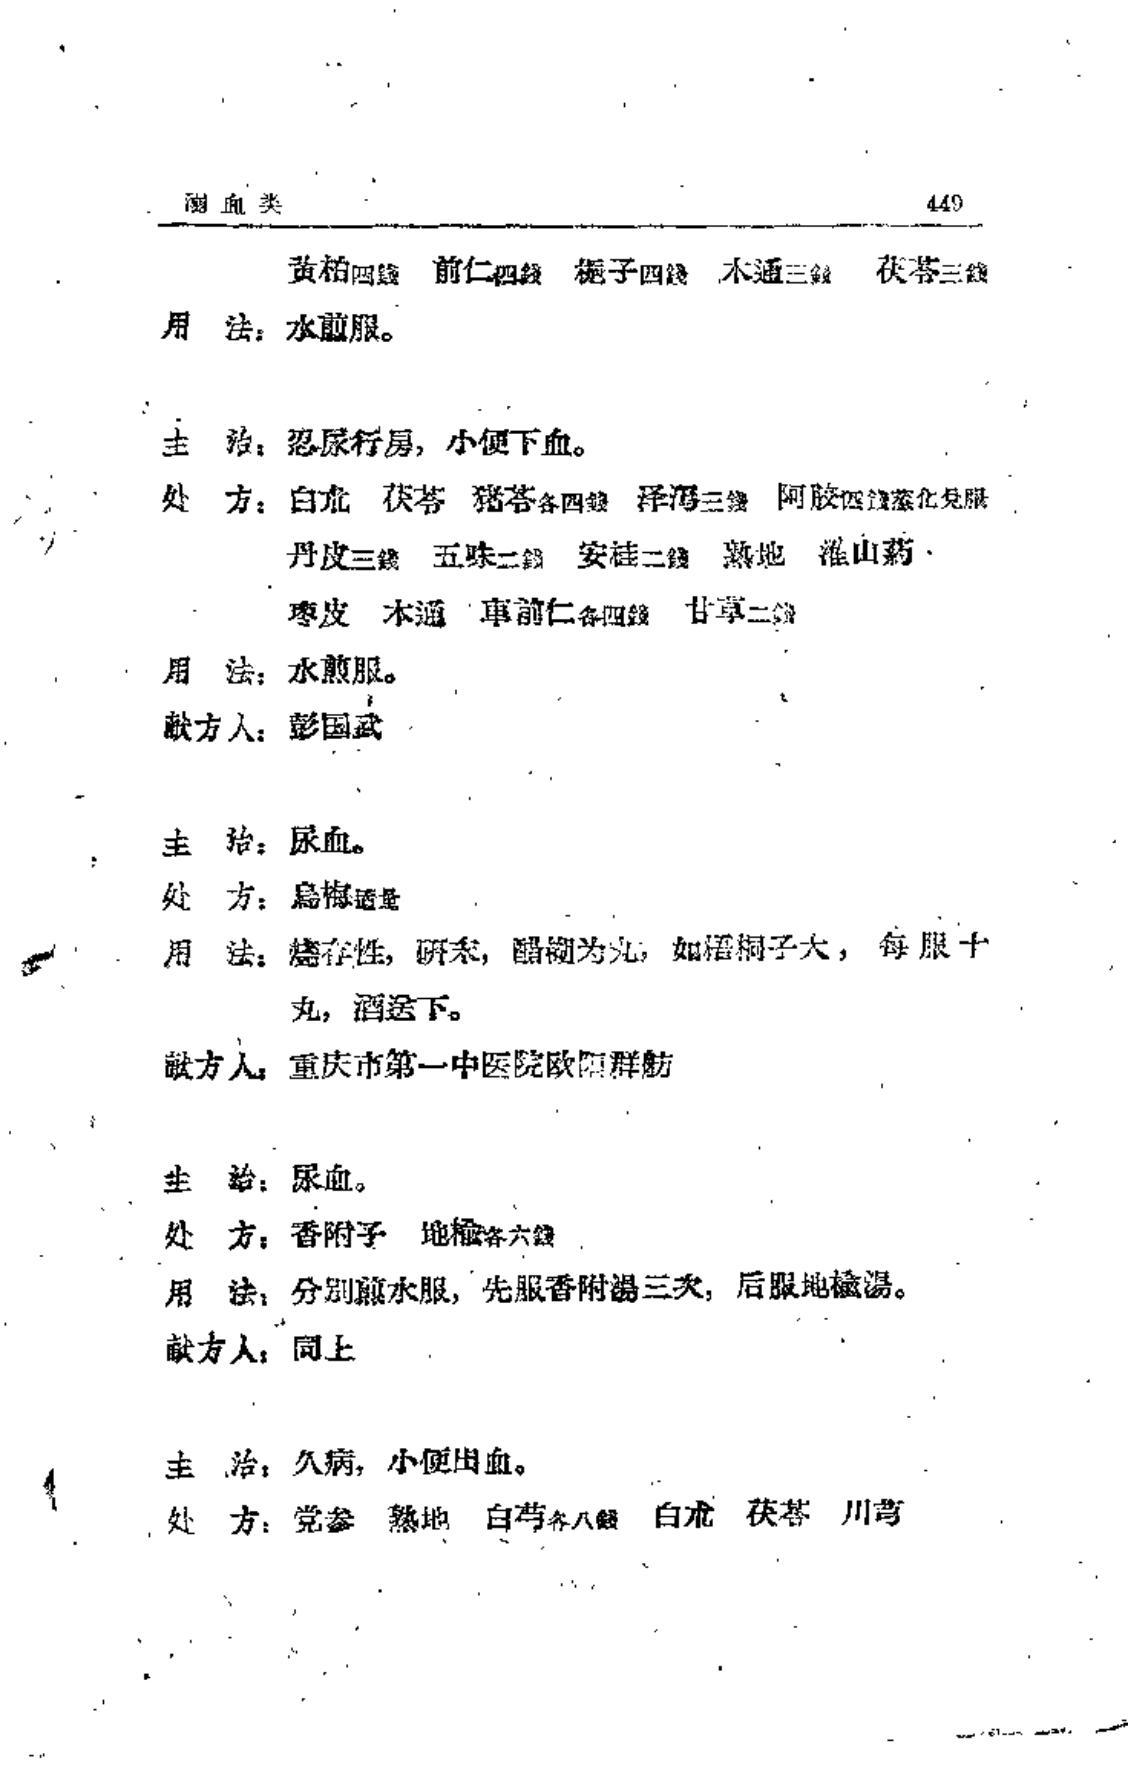 溺血类 449
黄柏四錢 前仁四錢 梔子四錢 木通三錢 茯苓三錢
用 法：水煎服。
主 治：忍尿行房，小便下血。
处 方：白朮 茯苓 猪苓各四錢 泽泻三錢 阿胶四錢蒸化兑服
丹皮三錢 五味二錢 安桂二錢 熟地 淮山葯
枣皮 木通 車前仁各四錢 甘草二錢
用 法：水煎服。
献方人：彭国武
主 治：尿血。
处 方：烏梅适量
用 法：燒存性，研末，醋糊为丸，如梧桐子大，每服十
丸，酒送下。
献方人：重庆市第一中医院欧阳群舫
主 治：尿血。
处 方：香附子 地榆各六錢
用 法：分别煎水服，先服香附湯三次，后服地榆湯。
献方人：同上
主 治：久病，小便出血。
处 方：党参 熟地 白芍各八錢 白朮 茯苓 川芎